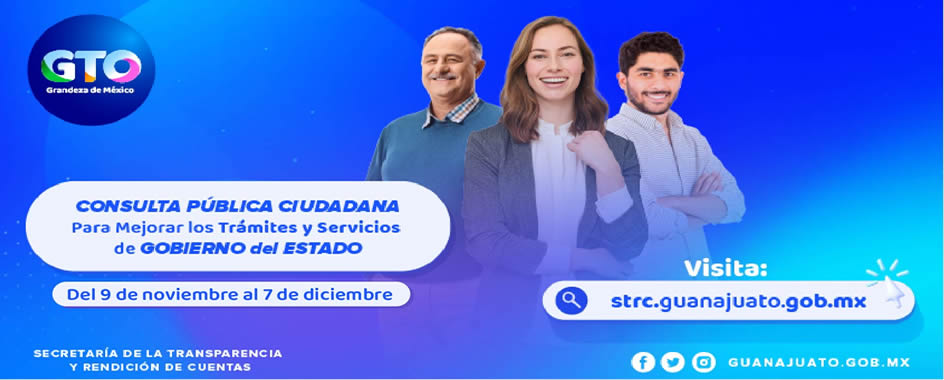 GTO
Grandeza de México
CONSULTA PÚBLICA CIUDADANA
Para Mejorar los Trámites y Servicios
de GOBIERNO del ESTADO
Del 9 de noviembre al 7 de diciembre
Visita:
strc.guanajuato.gob.mx
SECRETARÍA DE LA TRANSPARENCIA
Y RENDICIÓN DE CUENTAS
GUANAJUATO.GOB.MX